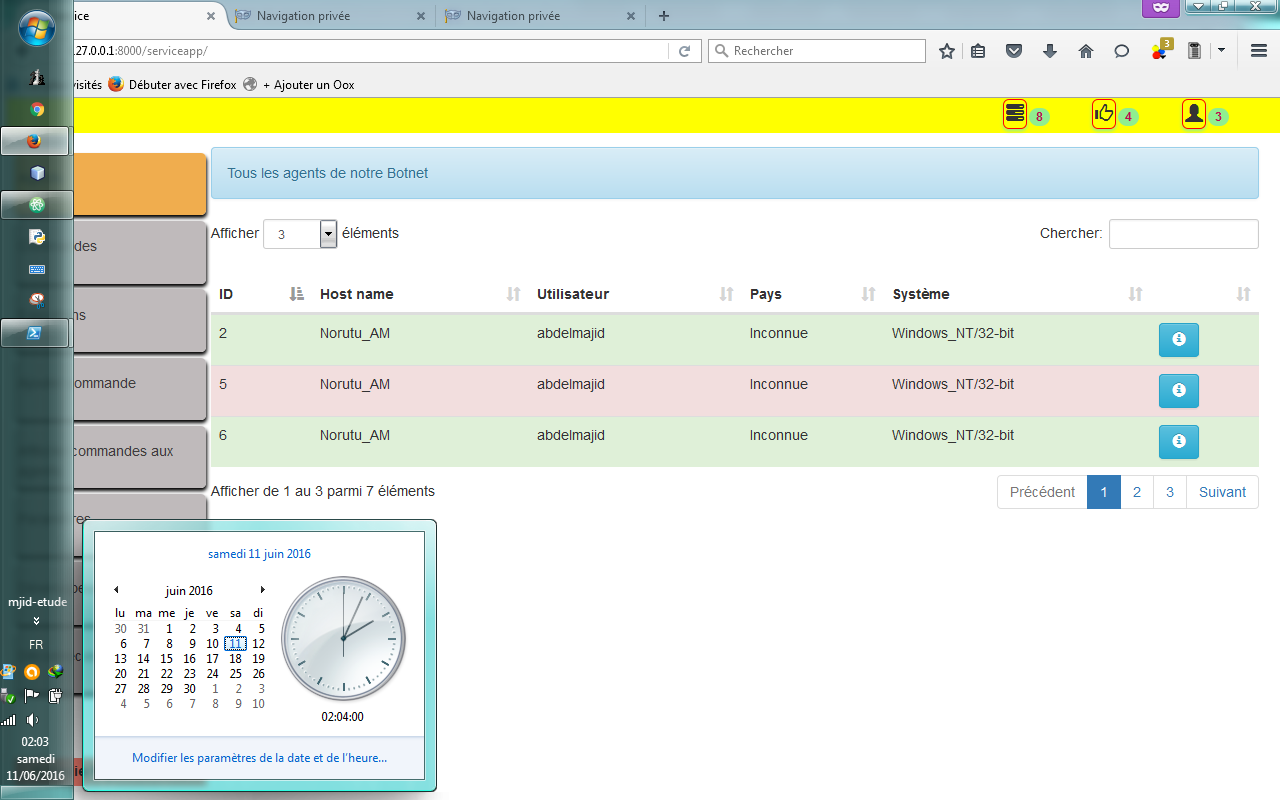 ice
Navigation privée
Navigation privée
127.0.0.1:8000/serviceapp/
Rechercher
3
visités
Débuter avec Firefox
+ Ajouter un Oox
8
4
3
Tous les agents de notre Botnet
Afficher 3 éléments
Chercher:
ID Host name Utilisateur Pays Système
2 Norutu_AM abdelmajid Inconnue Windows_NT/32-bit
5 Norutu_AM abdelmajid Inconnue Windows_NT/32-bit
6 Norutu_AM abdelmajid Inconnue Windows_NT/32-bit
Afficher de 1 au 3 parmi 7 éléments
Précédent 1 2 3 Suivant
des
ns
ommande
commandes aux
res
samedi 11 juin 2016
juin 2016
lu ma me je ve sa di
30 31 1 2 3 4 5
6 7 8 9 10 11 12
13 14 15 16 17 18 19
20 21 22 23 24 25 26
27 28 29 30 1 2 3
4 5 6 7 8 9 10
02:04:00
Modifier les paramètres de la date et de l'heure...
mjid-etude
FR
02:03
samedi
11/06/2016